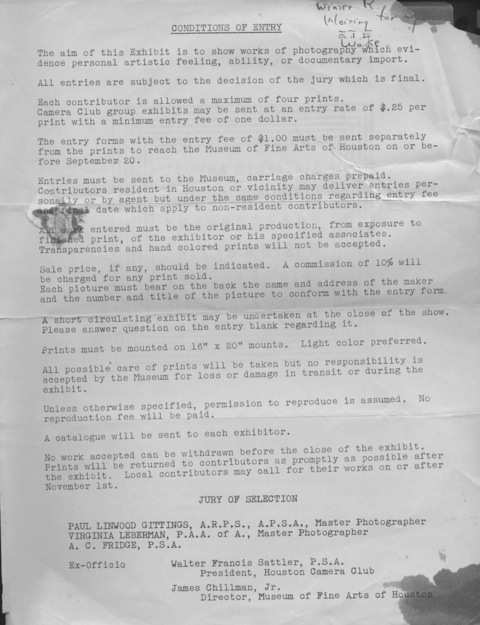 Winter
Waiting for
CONDITIONS OF ENTRY
The aim of this Exhibit is to show works of photography which evi-
dence personal artistic feeling, ability, or documentary import.
All entries are subject to the decision of the jury which is final.
Each contributor is allowed a maximum of four prints.
Camera Club group exhibits may be sent at an entry rate of $.25 per
print with a minimum entry fee of one dollar.
The entry forms with the entry fee of $1.00 must be sent separately
from the prints to reach the Museum of Fine Arts of Houston on or be-
fore September 20.
Entries must be sent to the Museum, carriage charges prepaid.
Contributors resident in Houston or vicinity may deliver entries per-
sonally or by agent but under the same conditions regarding entry fee
date which apply to non-resident contributors.
entered must be the original production, from exposure to
finished print, of the exhibitor or his specified associates.
Transparencies and hand colored prints will not be accepted.
Sale price, if any, should be indicated. A commission of 10% will
be charged for any print sold.
Each picture must bear on the back the name and address of the maker
and the number and title of the picture to conform with the entry form.
A short circulating exhibit may be undertaken at the close of the show.
Please answer question on the entry blank regarding it.
Prints must be mounted on 16" x 20" mounts. Light color preferred.
All possible care of prints will be taken but no responsibility is
accepted by the Museum for loss or damage in transit or during the
exhibit.
Unless otherwise specified, permission to reproduce is assumed. No
reproduction fee will be paid.
A catalogue will be sent to each exhibitor.
No work accepted can be withdrawn before the close of the exhibit.
Prints will be returned to contributors as promptly as possible after
the exhibit. Local contributors may call for their works on or after
November 1st.
JURY OF SELECTION
PAUL LINWOOD GITTINGS, A.R.P.S., A.P.S.A., Master Photographer
VIRGINIA LEBERMAN, P.A.A. of A., Master Photographer
A. C. FRIDGE, P.S.A.
Ex-Officio Walter Francis Sattler, P.S.A.
President, Houston Camera Club
James Chillman, Jr.
Director, Museum of Fine Arts of Houston